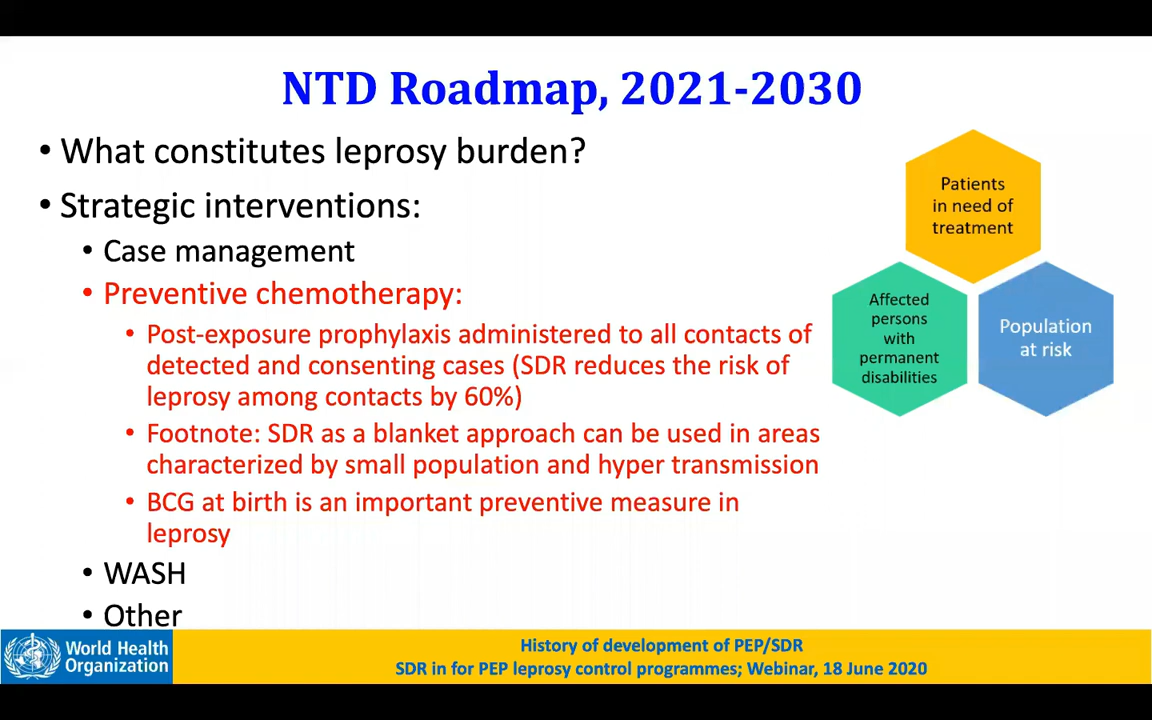 NTD Roadmap, 2021-2030
• What constitutes leprosy burden?
• Strategic interventions:
• Case management
• Preventive chemotherapy:
• Post-exposure prophylaxis administered to all contacts of
detected and consenting cases (SDR reduces the risk of
leprosy among contacts by 60%)
• Footnote: SDR as a blanket approach can be used in areas
characterized by small population and hyper transmission
• BCG at birth is an important preventive measure in
leprosy
• WASH
• Other
Patients
in need of
treatment
Affected
persons
with
permanent
disabilities
Population
at risk
World Health
Organization
History of development of PEP/SDR
SDR in for PEP leprosy control programmes; Webinar, 18 June 2020